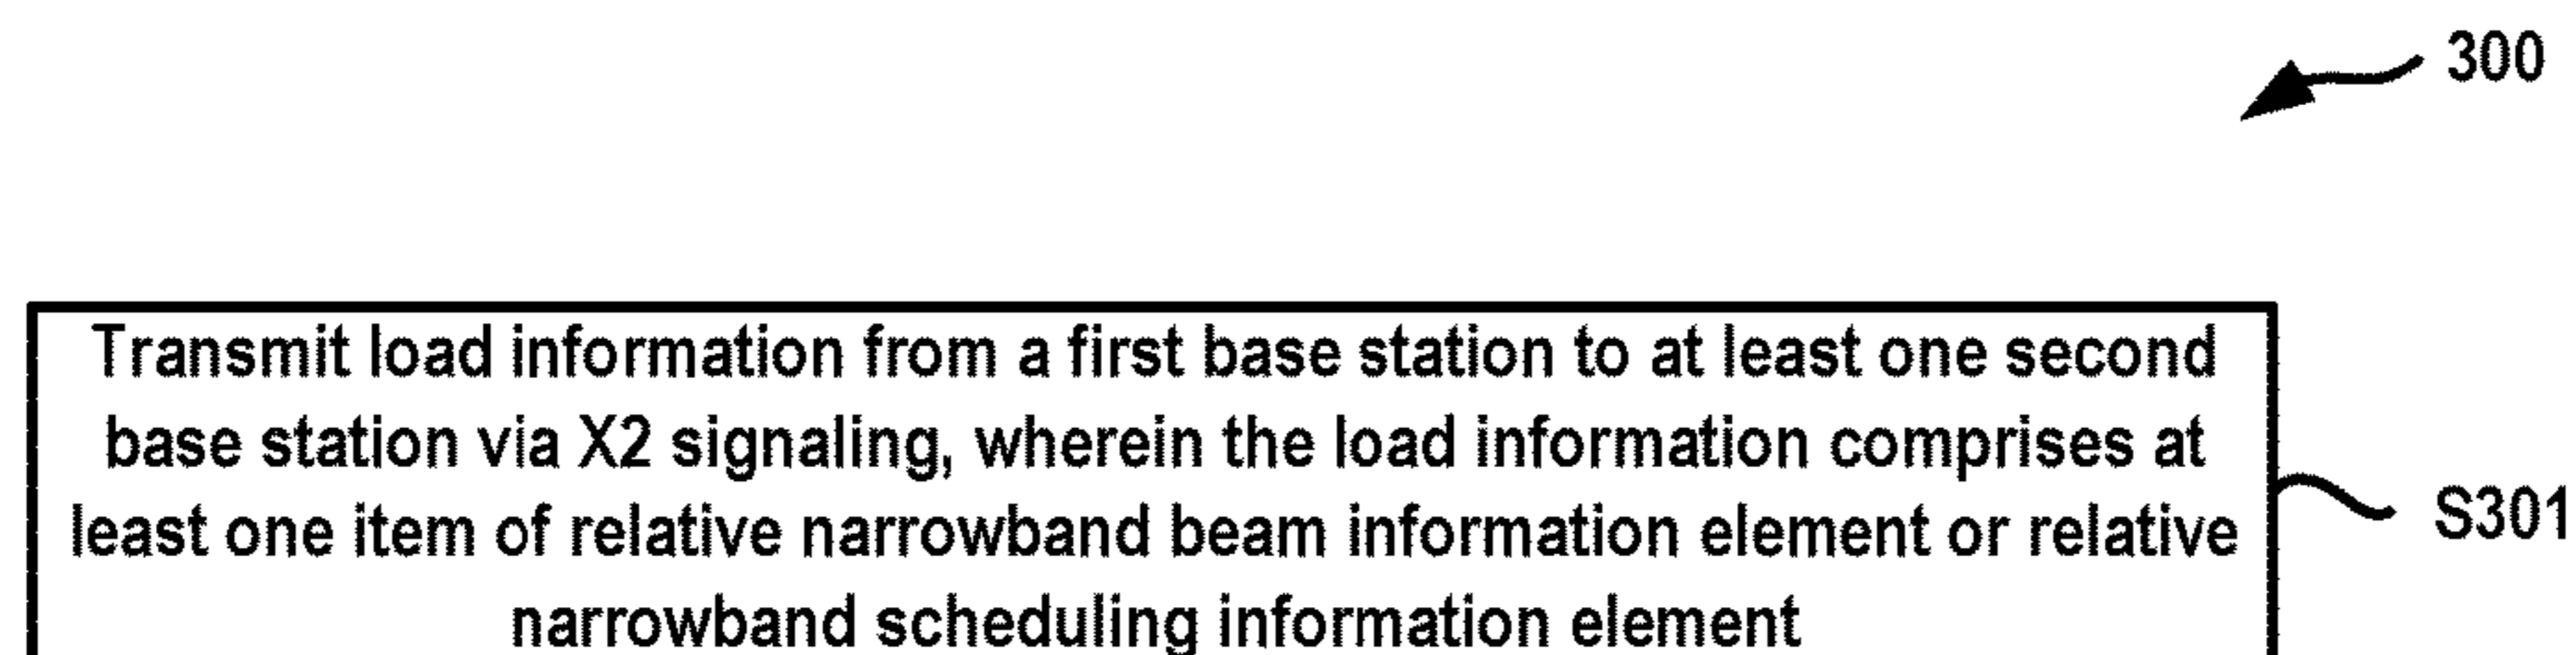 300
Transmit load information from a first base station to at least one second
base station via X2 signaling, wherein the load information comprises at
least one item of relative narrowband beam information element or relative
narrowband scheduling information element
S301